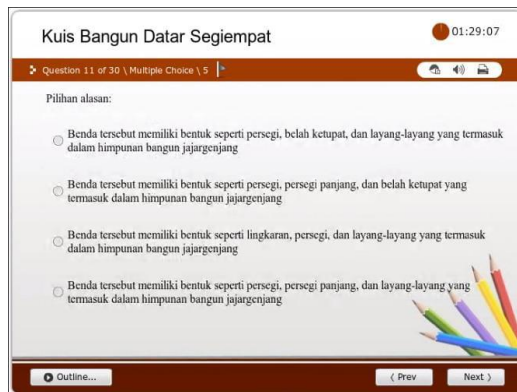 Kuis Bangun Datar Segiempat
01:29:07
Question 11 of 30 \ Multiple Choice \ 5
Pilihan alasan:
Benda tersebut memiliki bentuk seperti persegi, belah ketupat, dan layang-layang yang termasuk
dalam himpunan bangun jajargenjang
Benda tersebut memiliki bentuk seperti persegi, persegi panjang, dan belah ketupat yang
termasuk dalam himpunan bangun jajargenjang
Benda tersebut memiliki bentuk seperti lingkaran, persegi, dan layang-layang yang termasuk
dalam himpunan bangun jajargenjang
Benda tersebut memiliki bentuk seperti persegi, persegi panjang, dan layang-layang yang
termasuk dalam himpunan bangun jajargenjang
Outline...
Prev
Next